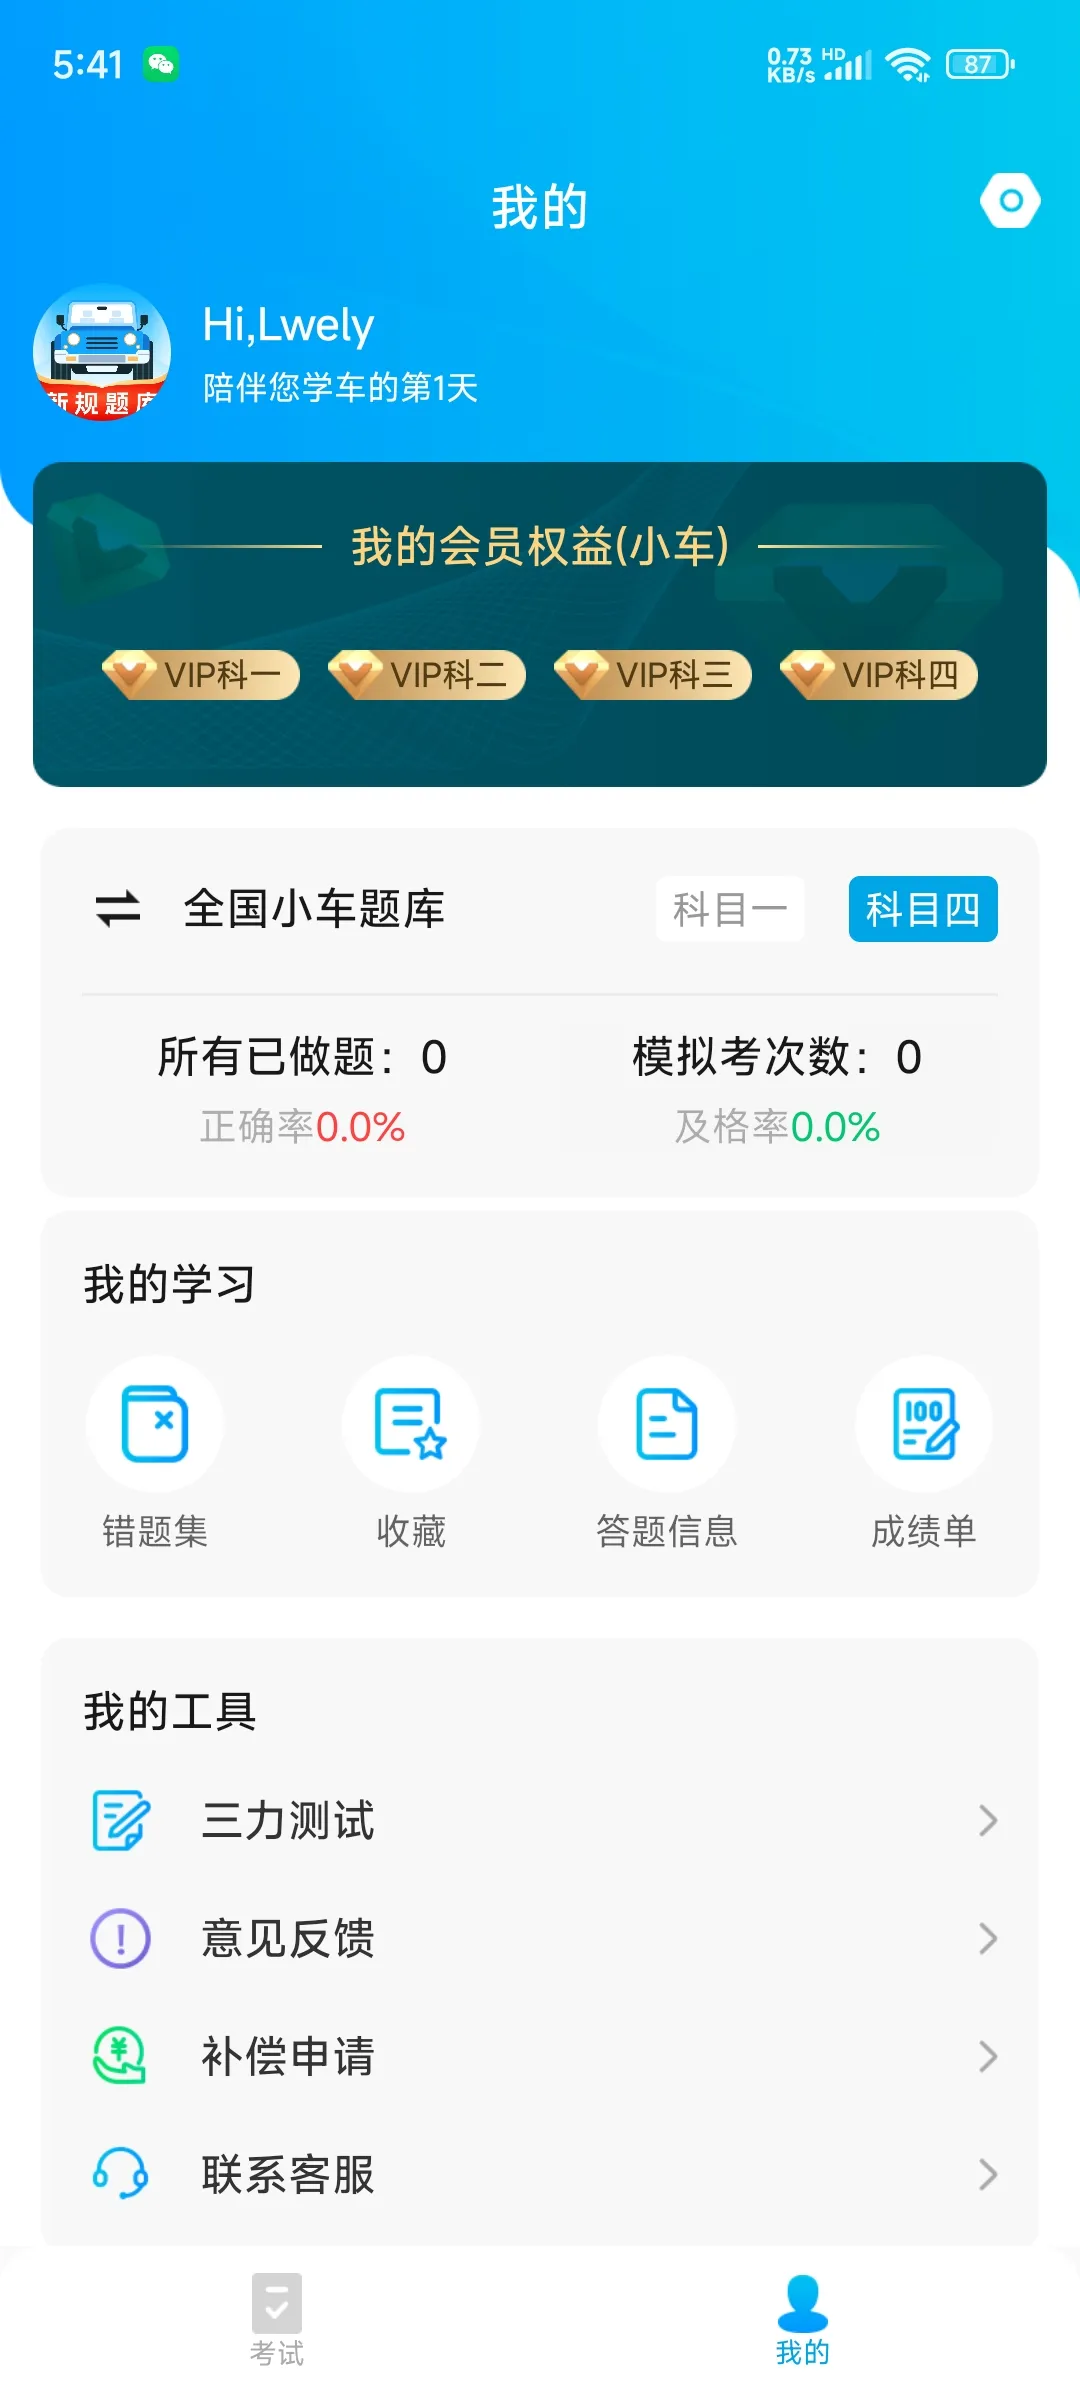 5:41
0.73 KB/s HD 87
我的
新规题库
Hi,Lwely
陪伴您学车的第1天
我的会员权益(小车)
VIP科一 VIP科二 VIP科三 VIP科四
全国小车题库 科目一 科目四
所有已做题：0 模拟考次数：0
正确率0.0% 及格率0.0%
我的学习
100
错题集 收藏 答题信息 成绩单
我的工具
三力测试
意见反馈
补偿申请
联系客服
考试 我的